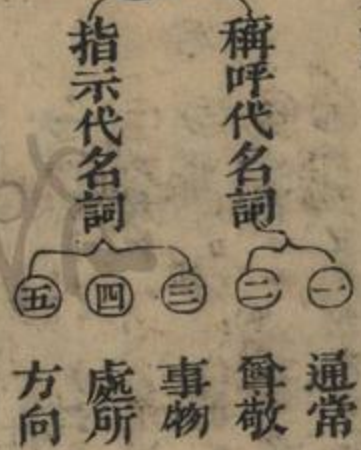 稱呼代名詞
㊀ 通常
㊁ 尊敬
指示代名詞
㊂ 事物
㊃ 處所
㊄ 方向